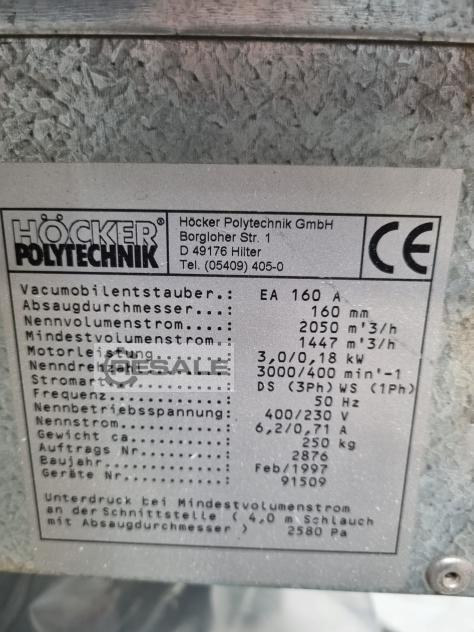 HÖCKER®
POLYTECHNIK
Höcker Polytechnik GmbH
Borgloher Str. 1
D 49176 Hilter
Tel. (05409) 405-0
CE
Vacumobilentstauber.: EA 160 A
Absaugdurchmesser...: 160 mm
Nennvolumenstrom....: 2050 m'3/h
Mindestvolumenstrom.: 1447 m'3/h
Motorleistung.......: 3,0/0,18 kW
Nenndrehzahl 3000/400 min'-1
Stromart DS (3Ph) WS (1Ph)
Frequenz............: 50 Hz
Nennbetriebsspannung: 400/230 V
Nennstrom...........: 6,2/0,71 A
Gewicht ca..........: 250 kg
Auftrags Nr.........: 2876
Baujahr.............: Feb/1997
Geräte Nr...........: 91509
Unterdruck bei Mindestvolumenstrom
an der Schnittstelle ( 4,0 m Schlauch
mit Absaugdurchmesser ) 2580 Pa
RESALE